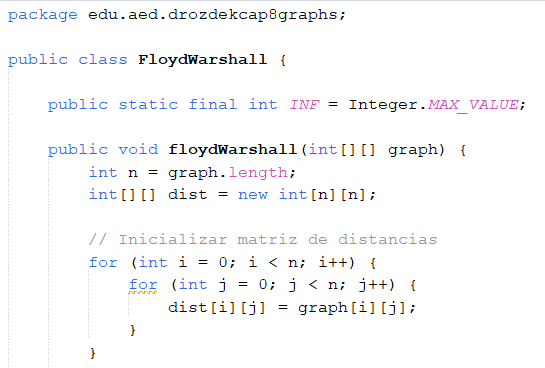 package edu.aed.drozdekcap8graphs;
public class FloydWarshall {
public static final int INF = Integer.MAX_VALUE;
public void floydWarshall(int[][] graph) {
int n = graph.length;
int[][] dist = new int[n][n];
// Inicializar matriz de distancias
for (int i = 0; i < n; i++) {
for (int j = 0; j < n; j++) {
dist[i][j] = graph[i][j];
}
}